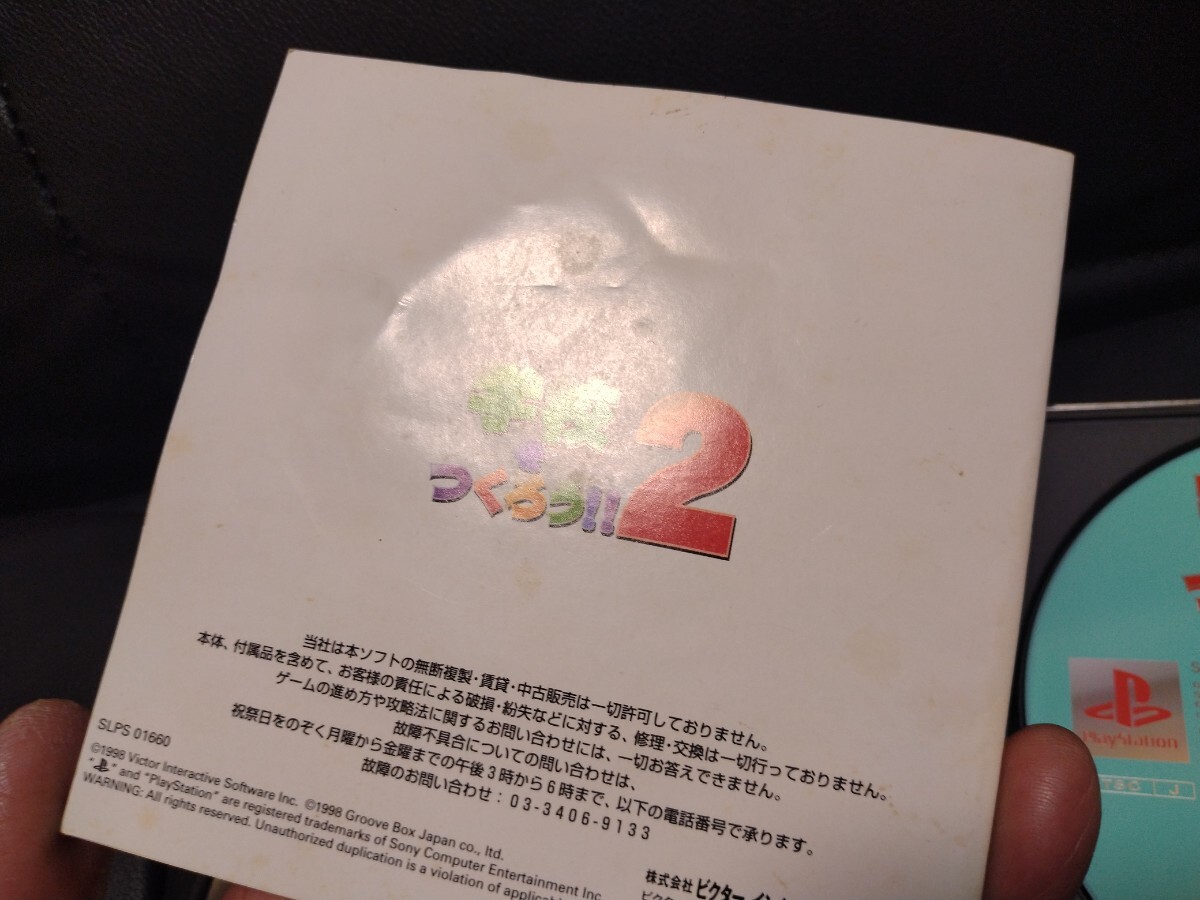 学校
を
つくろう!!
2
当社は本ソフトの無断複製・賃貸・中古販売は一切許可しておりません。
本体、付属品を含めて、お客様の責任による破損・紛失などに対する、修理・交換は一切行っておりません。
ゲームの進め方や攻略法に関するお問い合わせには、一切お答えできません。
故障不具合についての問い合わせは、
祝祭日をのぞく月曜から金曜までの午後3時から6時まで、以下の電話番号で承ります。
故障のお問い合わせ：03-3406-9133
SLPS 01660
©1998 Victor Interactive Software Inc. ©1998 Groove Box Japan co., ltd.
" " and "PlayStation" are registered trademarks of Sony Computer Entertainment Inc.
WARNING: All rights reserved. Unauthorized duplication is a violation of
株式会社 ビクター
PlayStation
J